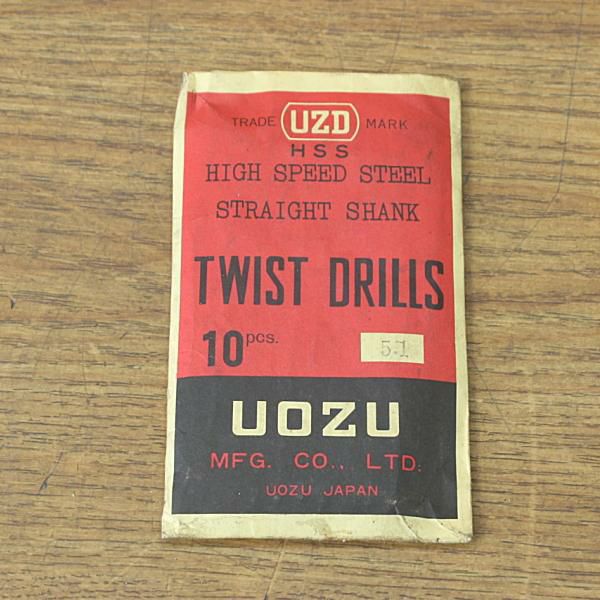 TRADE UZD MARK
HSS
HIGH SPEED STEEL
STRAIGHT SHANK
TWIST DRILLS
10 pcs. 5.1
UOZU
MFG. CO., LTD.
UOZU JAPAN